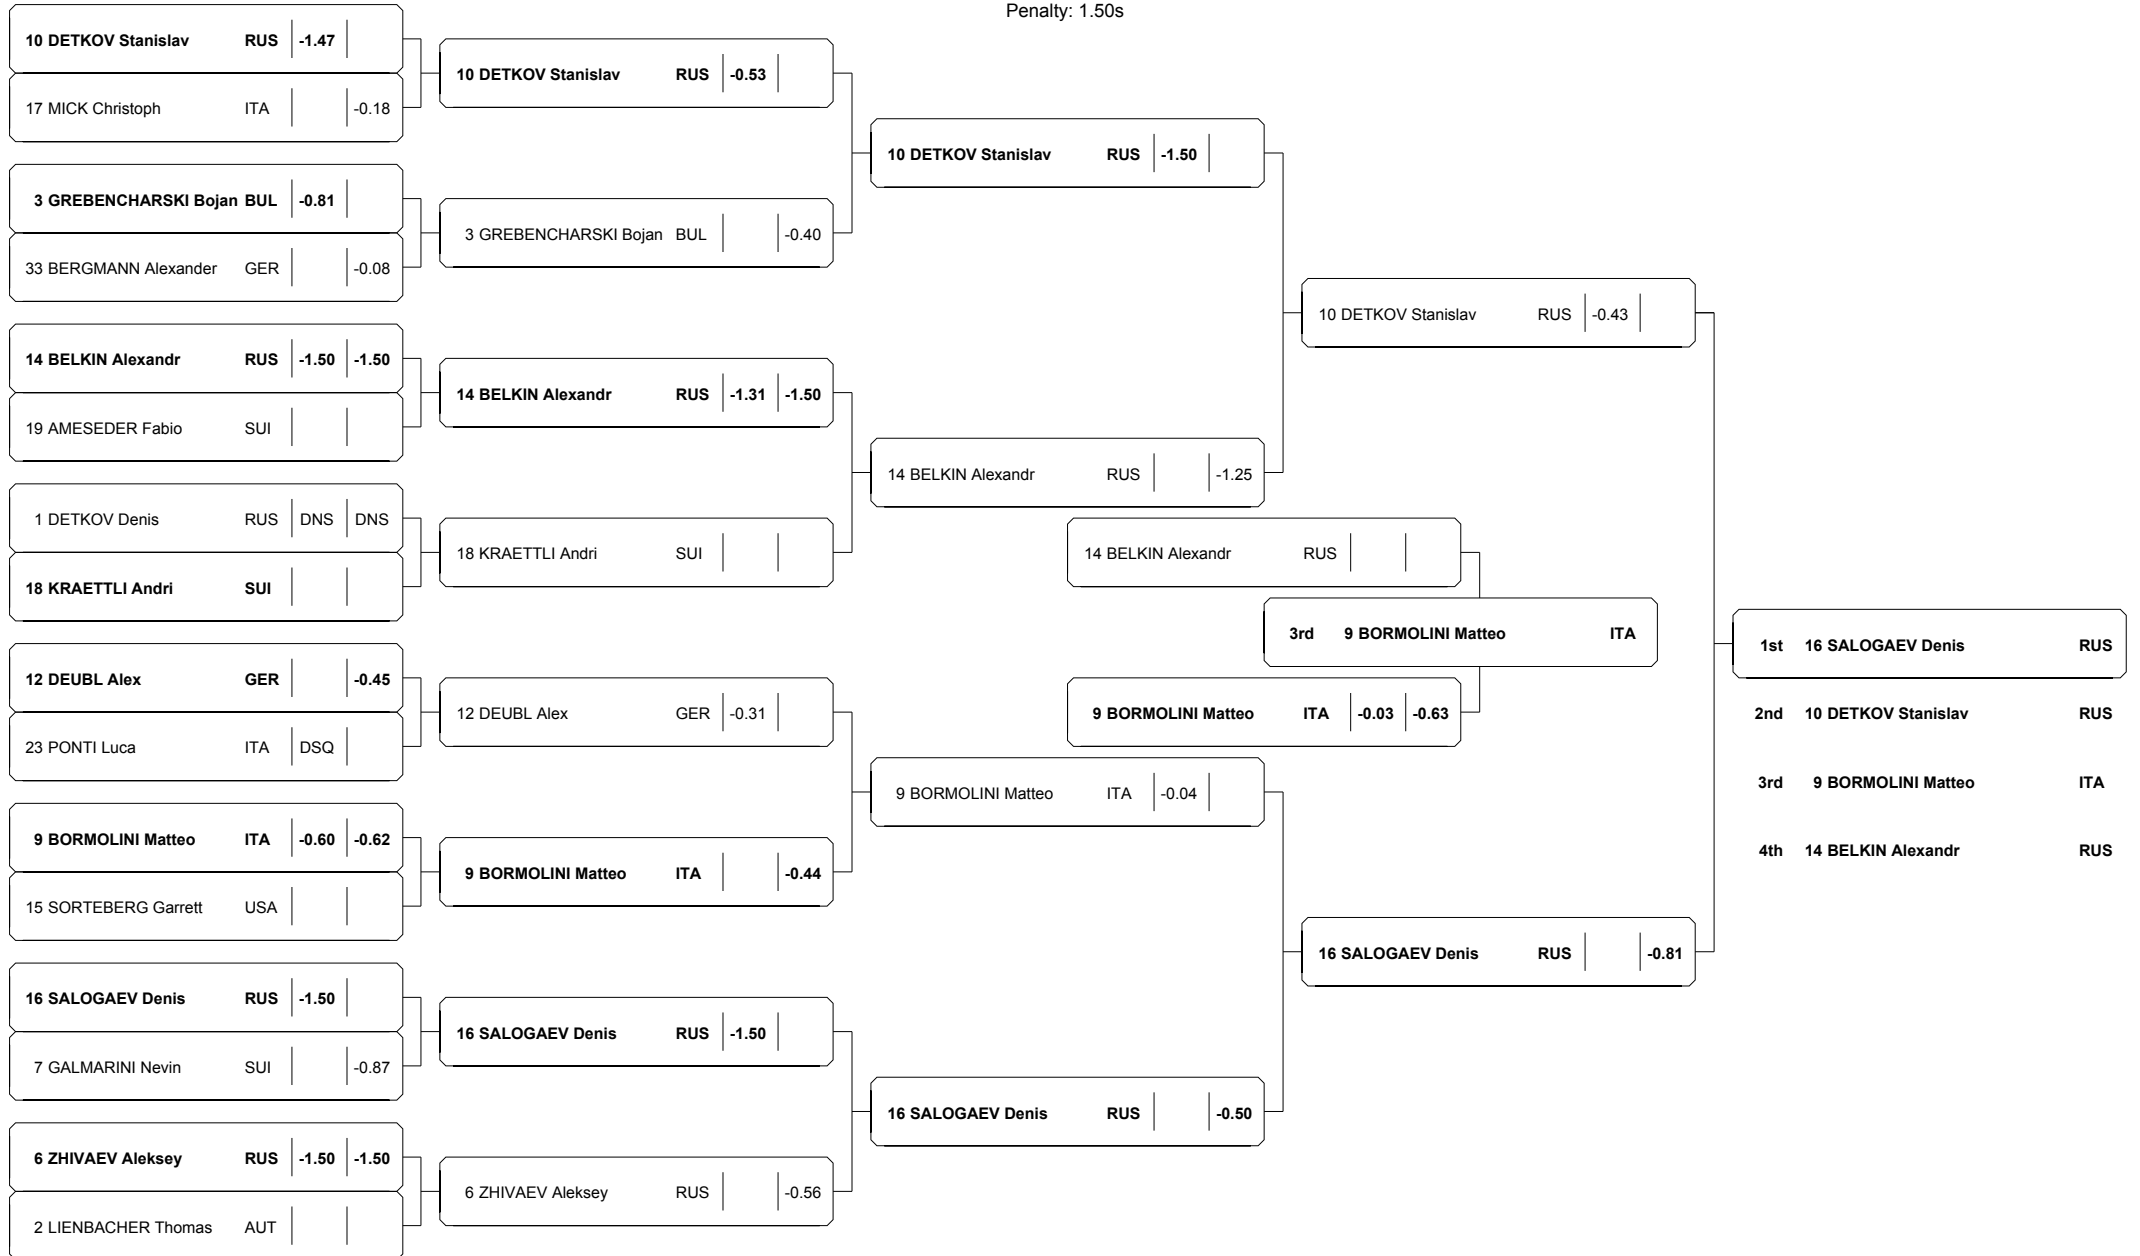 Penalty: 1.50s
10 DETKOV Stanislav RUS -1.47
17 MICK Christoph ITA -0.18
3 GREBENCHARSKI Bojan BUL -0.81
33 BERGMANN Alexander GER -0.08
14 BELKIN Alexandr RUS -1.50 -1.50
19 AMESEDER Fabio SUI
1 DETKOV Denis RUS DNS DNS
18 KRAETTLI Andri SUI
12 DEUBL Alex GER -0.45
23 PONTI Luca ITA DSQ
9 BORMOLINI Matteo ITA -0.60 -0.62
15 SORTEBERG Garrett USA
16 SALOGAEV Denis RUS -1.50
7 GALMARINI Nevin SUI -0.87
6 ZHIVAEV Aleksey RUS -1.50 -1.50
2 LIENBACHER Thomas AUT
10 DETKOV Stanislav RUS -0.53
3 GREBENCHARSKI Bojan BUL -0.40
14 BELKIN Alexandr RUS -1.31 -1.50
18 KRAETTLI Andri SUI
12 DEUBL Alex GER -0.31
9 BORMOLINI Matteo ITA -0.44
16 SALOGAEV Denis RUS -1.50
6 ZHIVAEV Aleksey RUS -0.56
10 DETKOV Stanislav RUS -1.50
14 BELKIN Alexandr RUS -1.25
9 BORMOLINI Matteo ITA -0.04
16 SALOGAEV Denis RUS -0.50
14 BELKIN Alexandr RUS
9 BORMOLINI Matteo ITA -0.03 -0.63
3rd 9 BORMOLINI Matteo ITA
10 DETKOV Stanislav RUS -0.43
16 SALOGAEV Denis RUS -0.81
1st 16 SALOGAEV Denis RUS
2nd 10 DETKOV Stanislav RUS
3rd 9 BORMOLINI Matteo ITA
4th 14 BELKIN Alexandr RUS